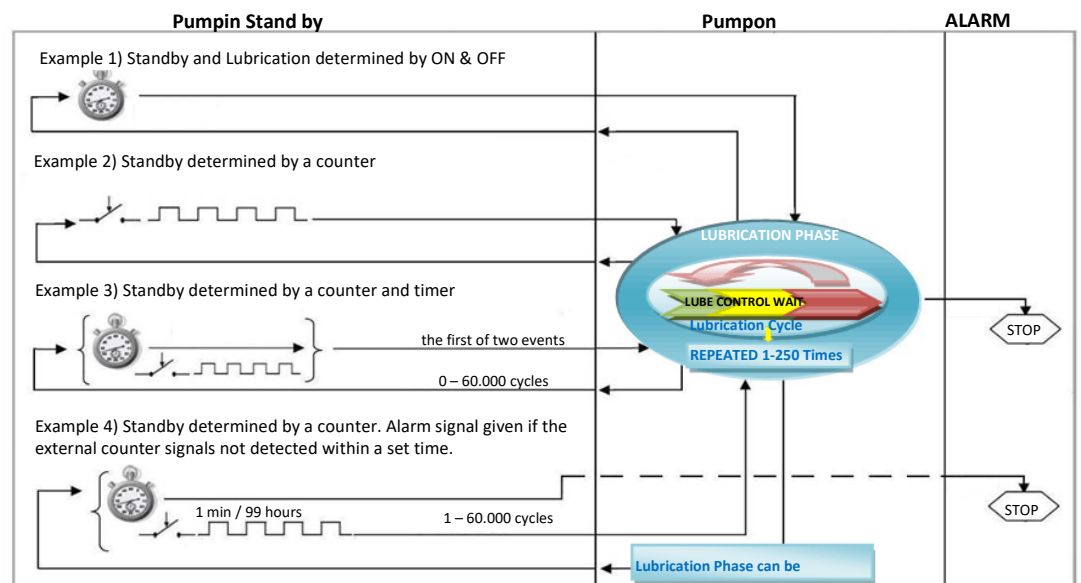 Pumpin Stand by
Pumpon
ALARM
Example 1) Standby and Lubrication determined by ON & OFF
Example 2) Standby determined by a counter
LUBRICATION PHASE
LUBE CONTROL WAIT
Lubrication Cycle
REPEATED 1-250 Times
STOP
Example 3) Standby determined by a counter and timer
the first of two events
0 – 60.000 cycles
Example 4) Standby determined by a counter. Alarm signal given if the
external counter signals not detected within a set time.
1 min / 99 hours
1 – 60.000 cycles
STOP
Lubrication Phase can be